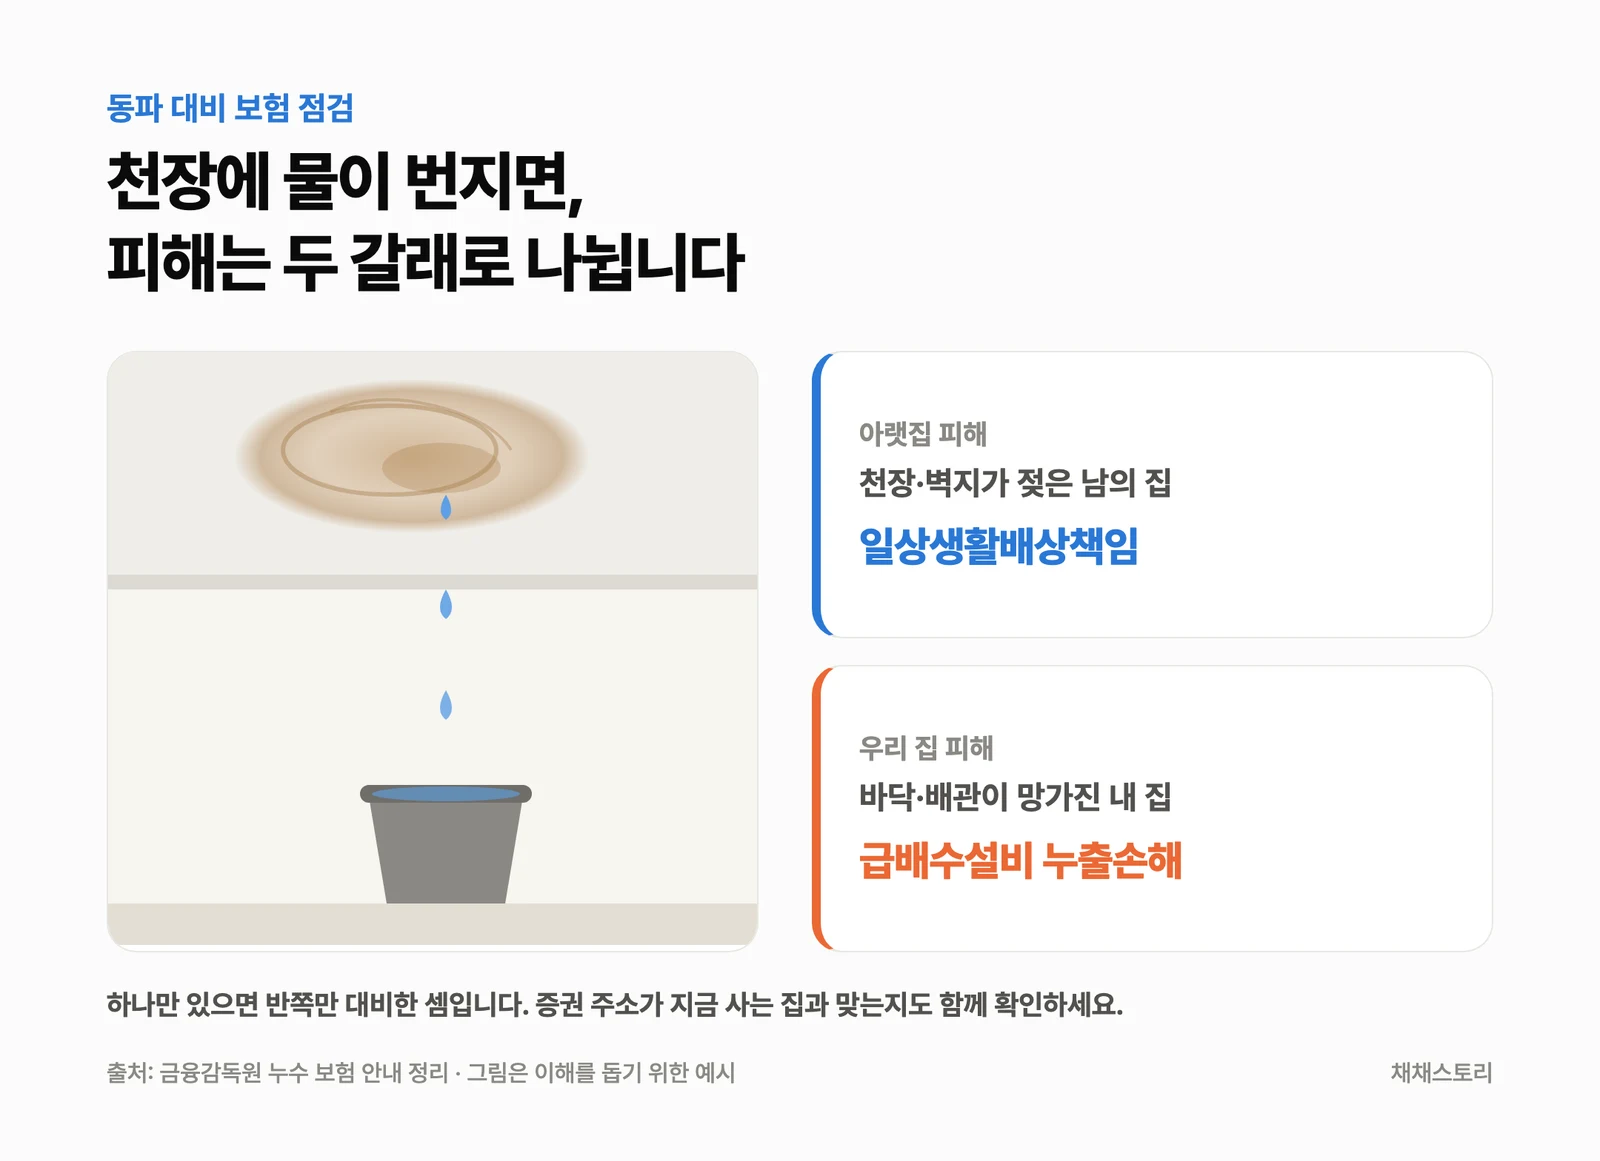 동파 대비 보험 점검
천장에 물이 번지면,
피해는 두 갈래로 나뉩니다
아랫집 피해
천장·벽지가 젖은 남의 집
일상생활배상책임
우리 집 피해
바닥·배관이 망가진 내 집
급배수설비 누출손해
하나만 있으면 반쪽만 대비한 셈입니다. 증권 주소가 지금 사는 집과 맞는지도 함께 확인하세요.
출처: 금융감독원 누수 보험 안내 정리 · 그림은 이해를 돕기 위한 예시
채채스토리